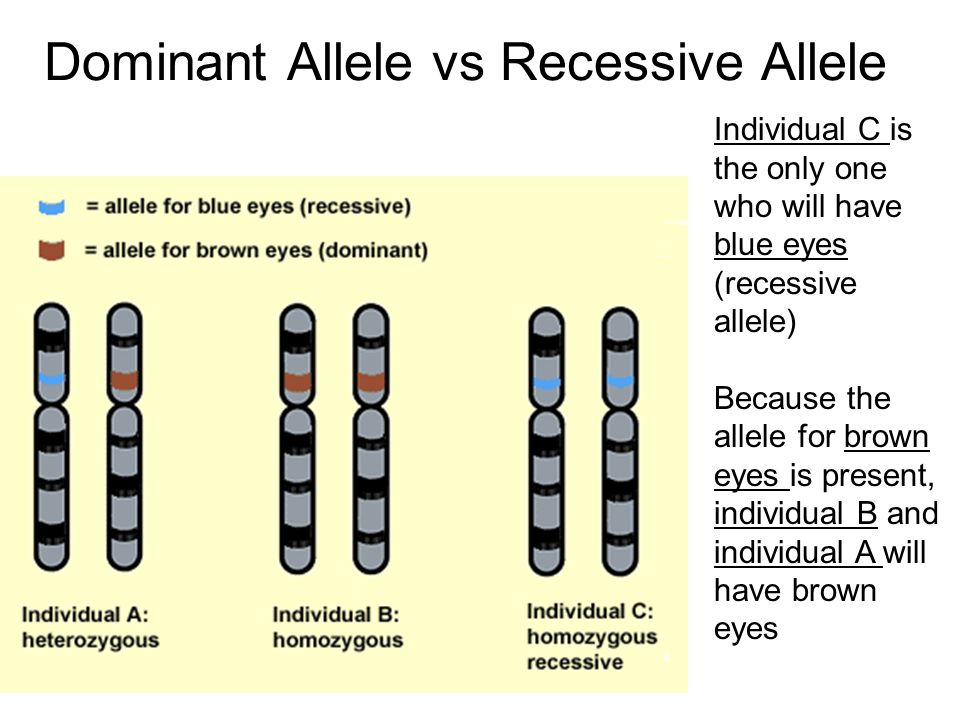 Dominant Allele vs Recessive Allele
= allele for blue eyes (recessive)
= allele for brown eyes (dominant)
Individual A:
heterozygous
Individual B:
homozygous
Individual C:
homozygous
recessive
Individual C is
the only one
who will have
blue eyes
(recessive
allele)
Because the
allele for brown
eyes is present,
individual B and
individual A will
have brown
eyes